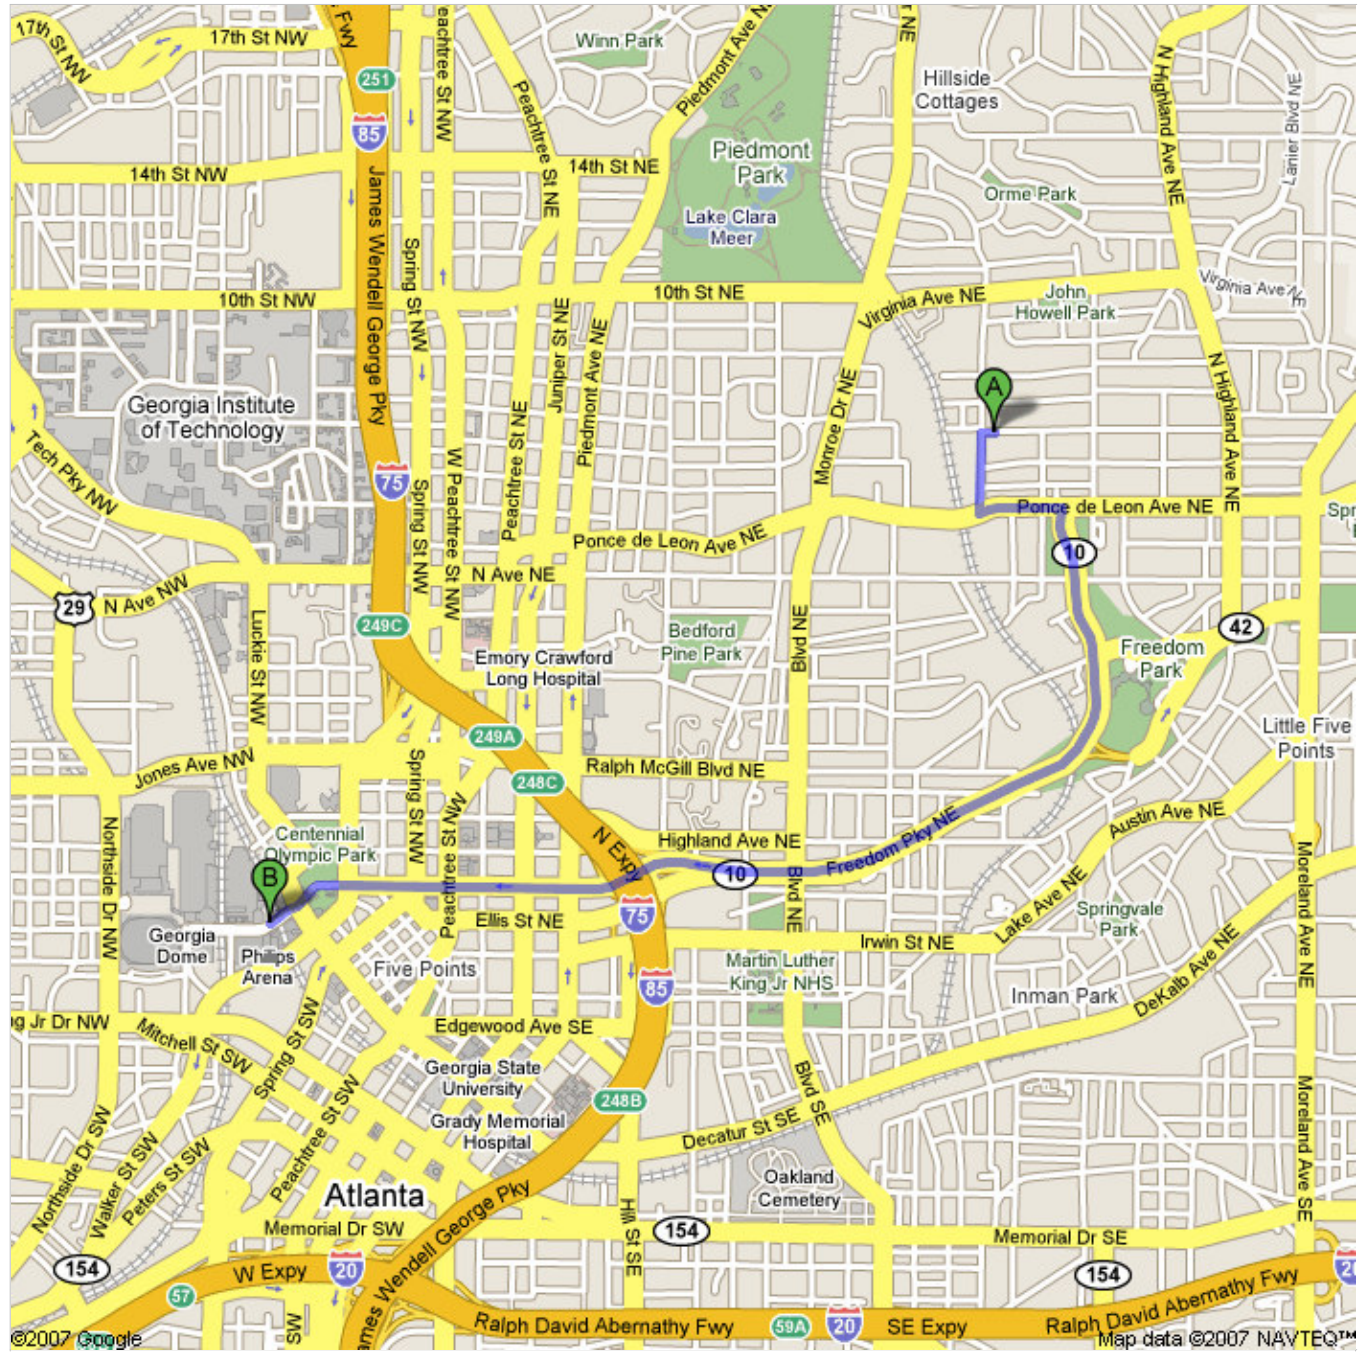 17th St NW
17th St NW
Fwy
eachtree St NW
Winn Park
Piedmont Ave N
r NE
N Highland Ave NE
Hillside
Cottages
Lanier Blvd NE
251
85
Peachtree St NE
14th St NW
14th St NE
Piedmont
Park
Lake Clara
Meer
Orme Park
James Wendell George Pky
Spring St NW
10th St NW
10th St NE
Virginia Ave NE
Virginia Ave NE
John
Howell Park
Juniper St NE
Piedmont Ave NE
Peachtree St NE
Monroe Dr NE
N Highland Ave NE
A
Georgia Institute
of Technology
Tech Pky NW
75
Spring St NW
W Peachtree St NW
Ponce de Leon Ave NE
Ponce de Leon Ave NE
Spr
10
N Ave NE
N Ave NW
29
249C
Luckie St NW
Bedford
Pine Park
Blvd NE
42
Freedom
Park
Emory Crawford
Long Hospital
249A
Little Five
Points
Jones Ave NW
Spring St NW
248C
Ralph McGill Blvd NE
Peachtree St NW
Northside Dr NW
Centennial
Olympic Park
N Expy
Highland Ave NE
Freedom Pky NE
Austin Ave NE
10
Blvd NE
B
Moreland Ave NE
Lake Ave NE
Georgia
Dome
Philips
Arena
Ellis St NE
75
Irwin St NE
Springvale
Park
Five Points
Martin Luther
King Jr NHS
85
Inman Park
DeKalb Ave NE
ng Jr Dr NW
Mitchell St SW
Spring St SW
Edgewood Ave SE
Georgia State
University
Grady Memorial
Hospital
248B
Blvd SE
Decatur St SE
Moreland Ave SE
Northside Dr SW
Walker St SW
Peters St SW
Peachtree St SW
Atlanta
Oakland
Cemetery
Memorial Dr SW
James Wendell George Pky
Hill St SE
154
Memorial Dr SE
154
154
W Expy
20
57
SW
Ralph David Abernathy Fwy
59A
20
SE Expy
Ralph David Abernathy Fwy
20
©2007 Google
Map data ©2007 NAVTEQ™